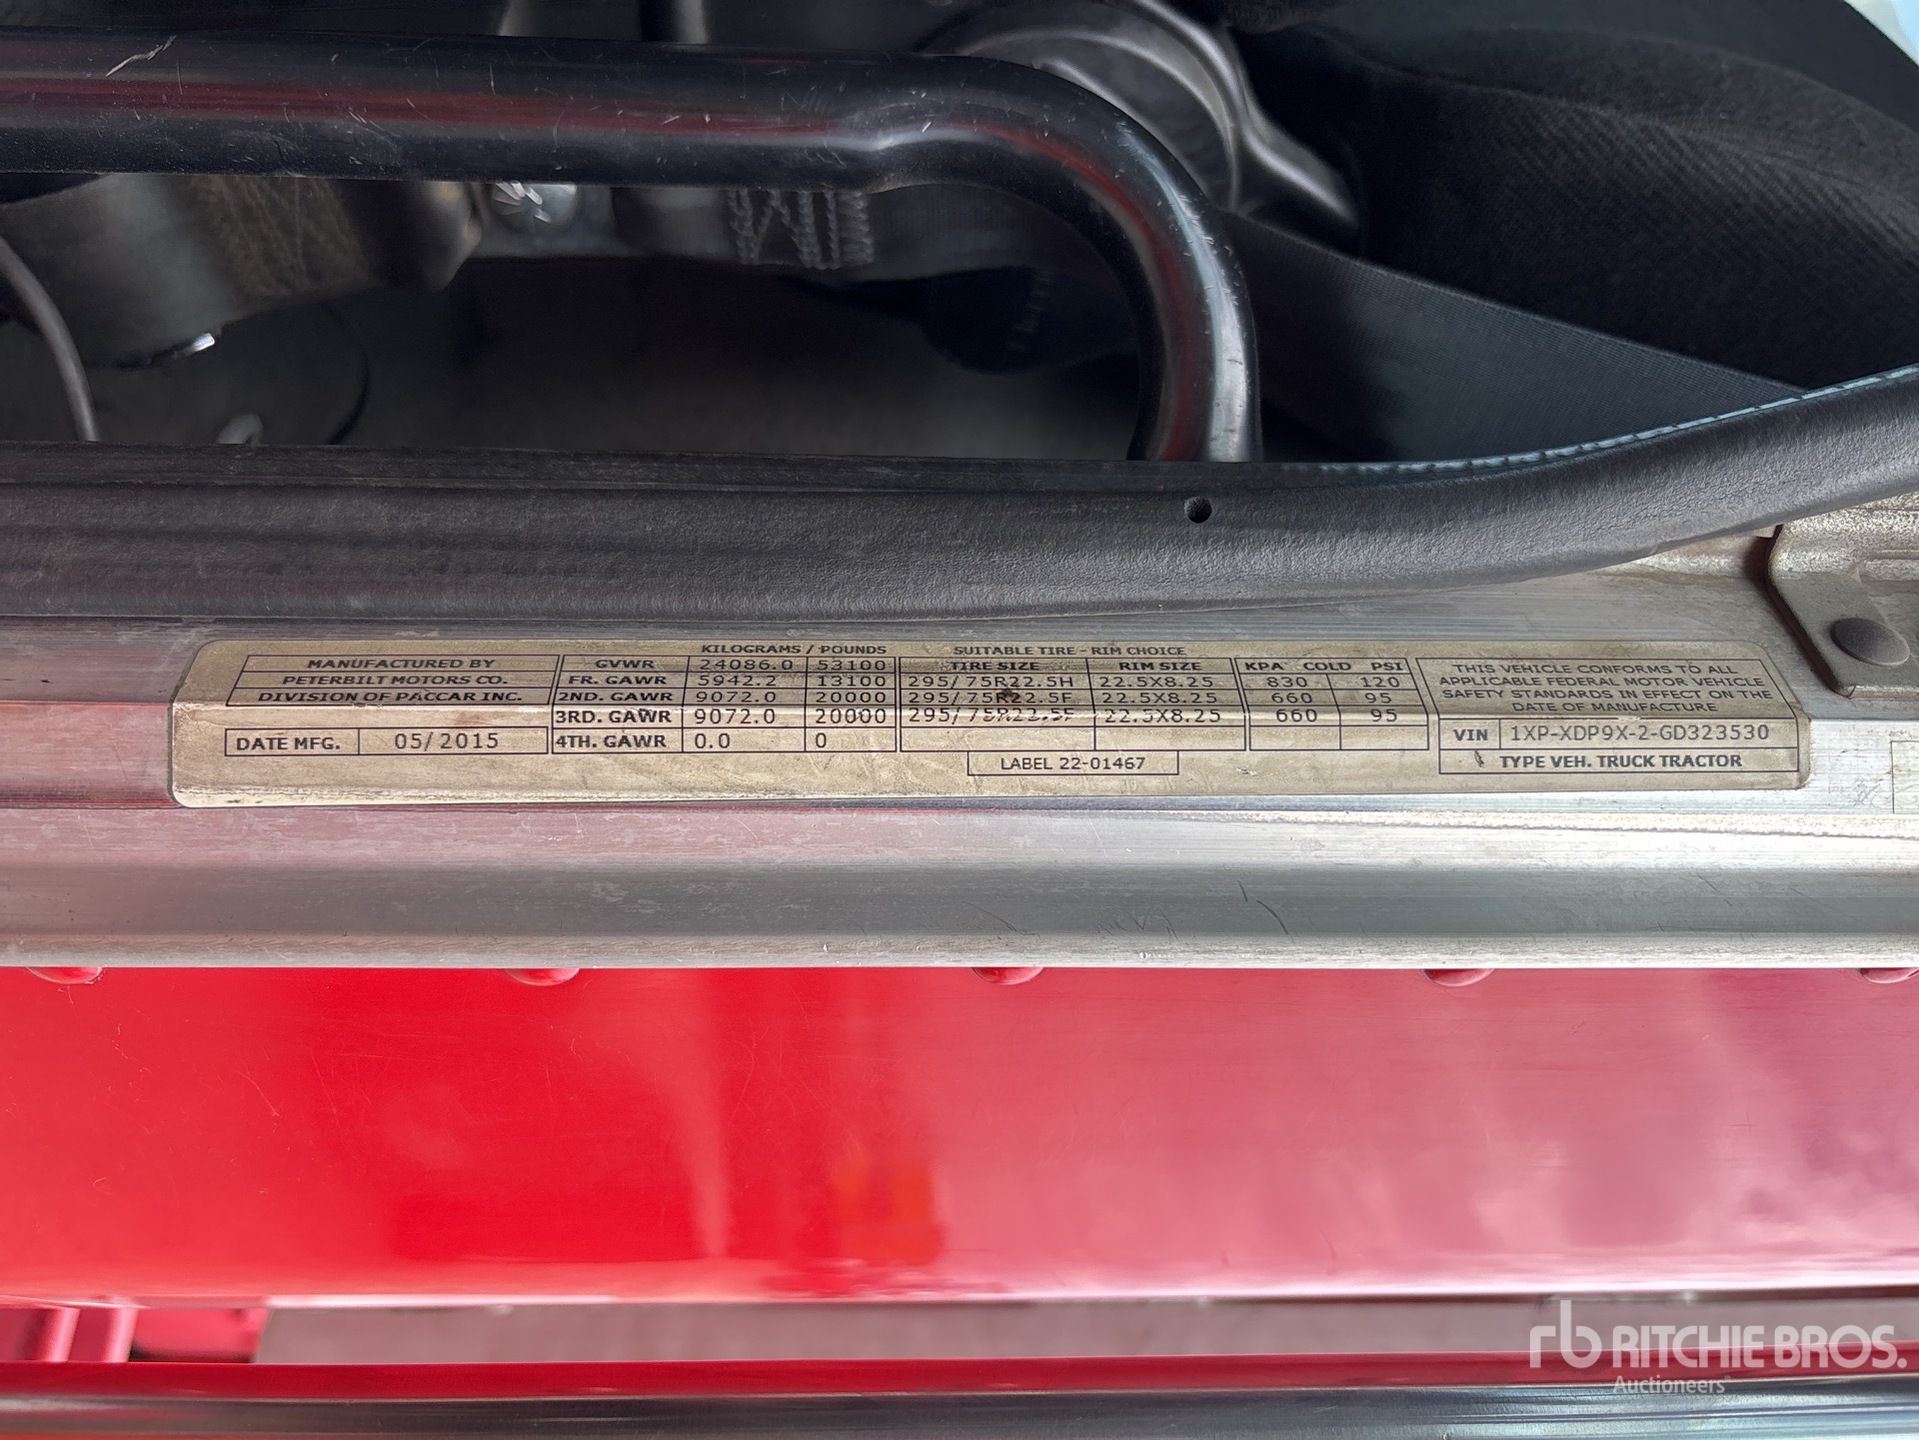 KILOGRAMS / POUNDS SUITABLE TIRE - RIM CHOICE
MANUFACTURED BY
PETERBILT MOTORS CO.
DIVISION OF PACCAR INC.
DATE MFG. 05/2015
GVWR 24086.0 53100 TIRE SIZE RIM SIZE KPA COLD PSI
FR. GAWR 5942.2 13100 295/75R22.5H 22.5X8.25 830 120
2ND. GAWR 9072.0 20000 295/75R22.5F 22.5X8.25 660 95
3RD. GAWR 9072.0 20000 295/75R22.5F 22.5X8.25 660 95
4TH. GAWR 0.0 0
LABEL 22-01467
THIS VEHICLE CONFORMS TO ALL
APPLICABLE FEDERAL MOTOR VEHICLE
SAFETY STANDARDS IN EFFECT ON THE
DATE OF MANUFACTURE
VIN 1XP-XDP9X-2-GD323530
TYPE VEH. TRUCK TRACTOR
rb RITCHIE BROS.
Auctioneers